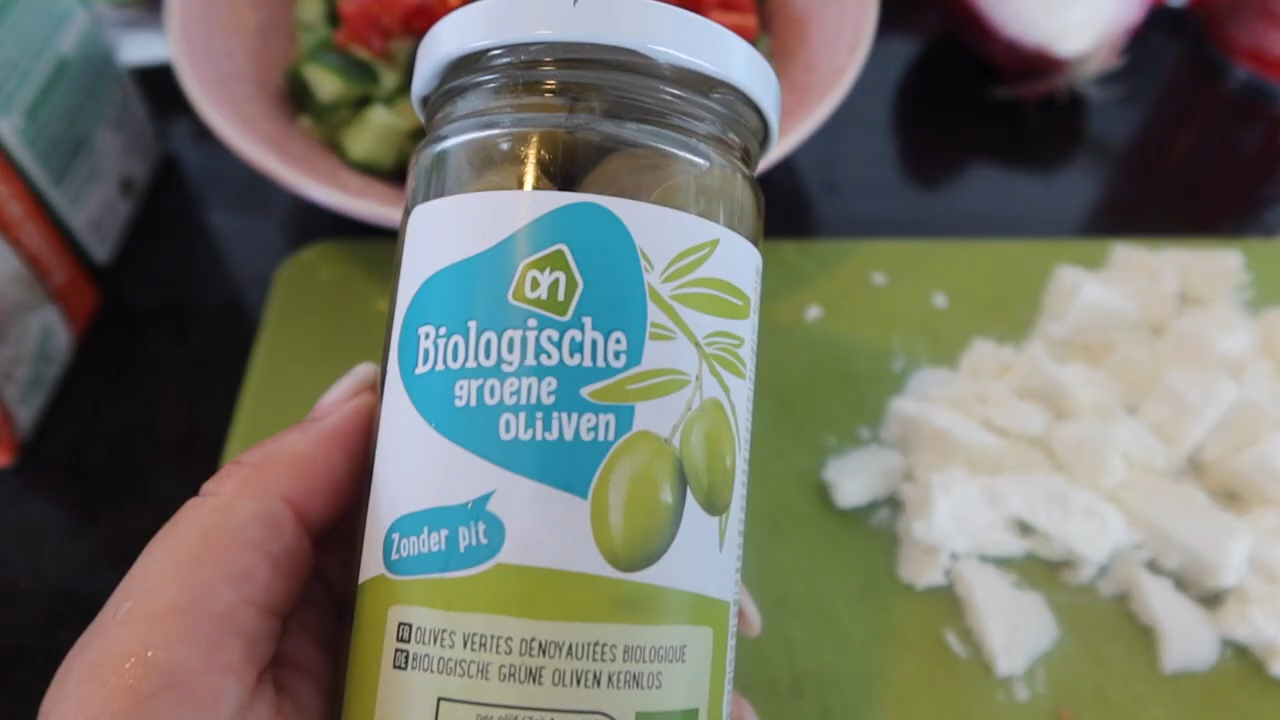 ah
Biologische
groene
olijven
Zonder pit
FR OLIVES VERTES DÉNOYAUTÉES BIOLOGIQUE
DE BIOLOGISCHE GRÜNE OLIVEN KERNLOS